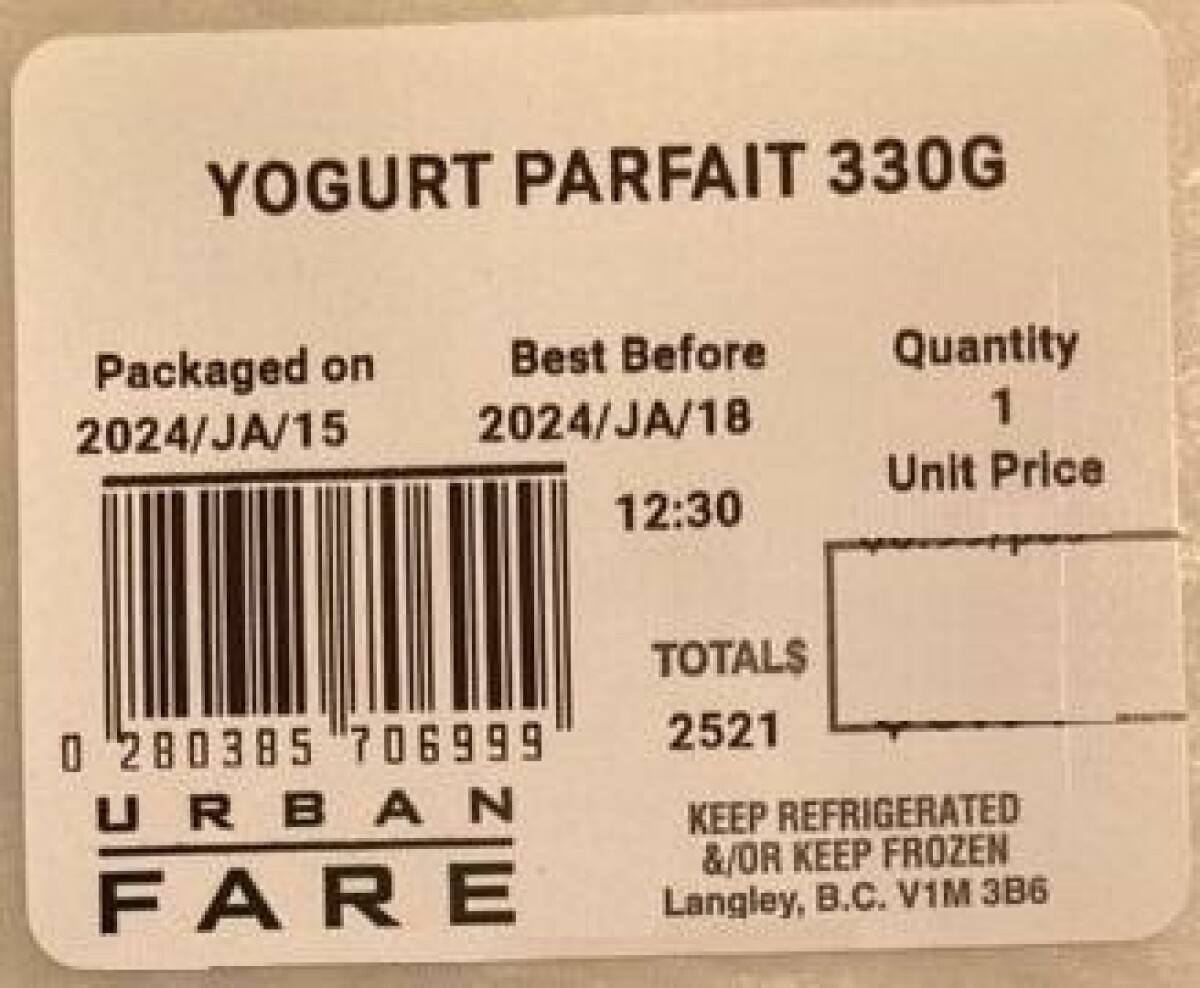 YOGURT PARFAIT 330G
Packaged on Best Before Quantity
2024/JA/15 2024/JA/18 1
12:30 Unit Price
TOTAL$
2521
0 280385 706999
URBAN
FARE
KEEP REFRIGERATED
&/OR KEEP FROZEN
Langley, B.C. V1M 3B6